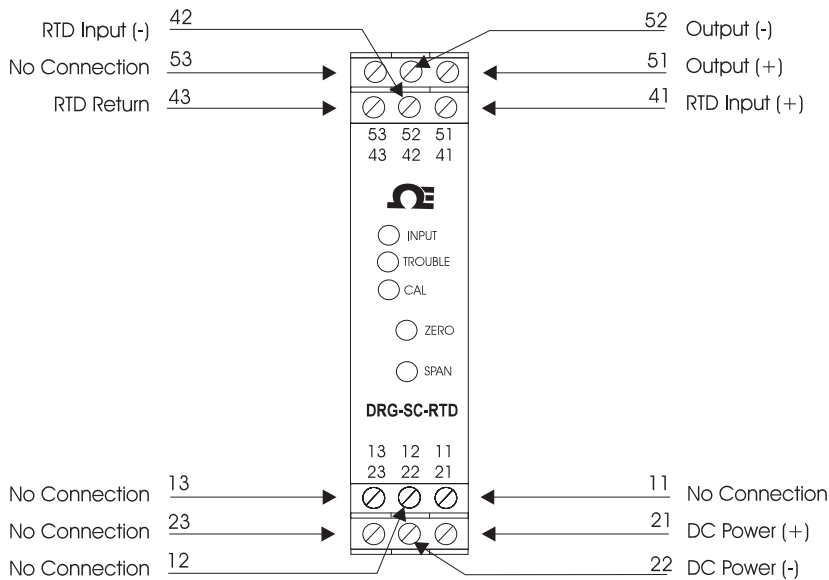 RTD Input (-) 42
52 Output (-)
No Connection 53
51 Output (+)
RTD Return 43
41 RTD Input (+)
53 52 51
43 42 41
INPUT
TROUBLE
CAL
ZERO
SPAN
DRG-SC-RTD
13 12 11
23 22 21
No Connection 13
11 No Connection
No Connection 23
21 DC Power (+)
No Connection 12
22 DC Power (-)